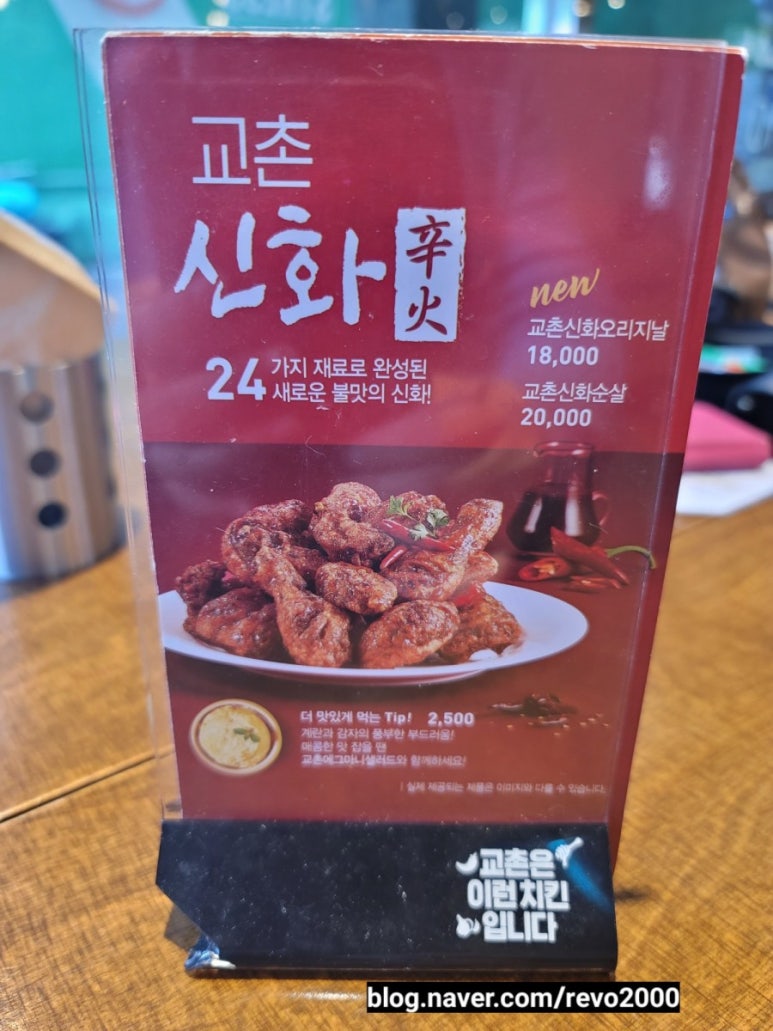 교촌
신화 辛火
24 가지 재료로 완성된
새로운 불맛의 신화!
new
교촌신화오리지날
18,000
교촌신화순살
20,000
더 맛있게 먹는 Tip! 2,500
계란과 감자의 풍부한 부드러움!
매콤한 맛 잡을 땐
교촌에그마니샐러드와 함께하세요!
| 실제 제공되는 제품은 이미지와 다를 수 있습니다.
교촌은
이런 치킨
입니다
blog.naver.com/revo2000